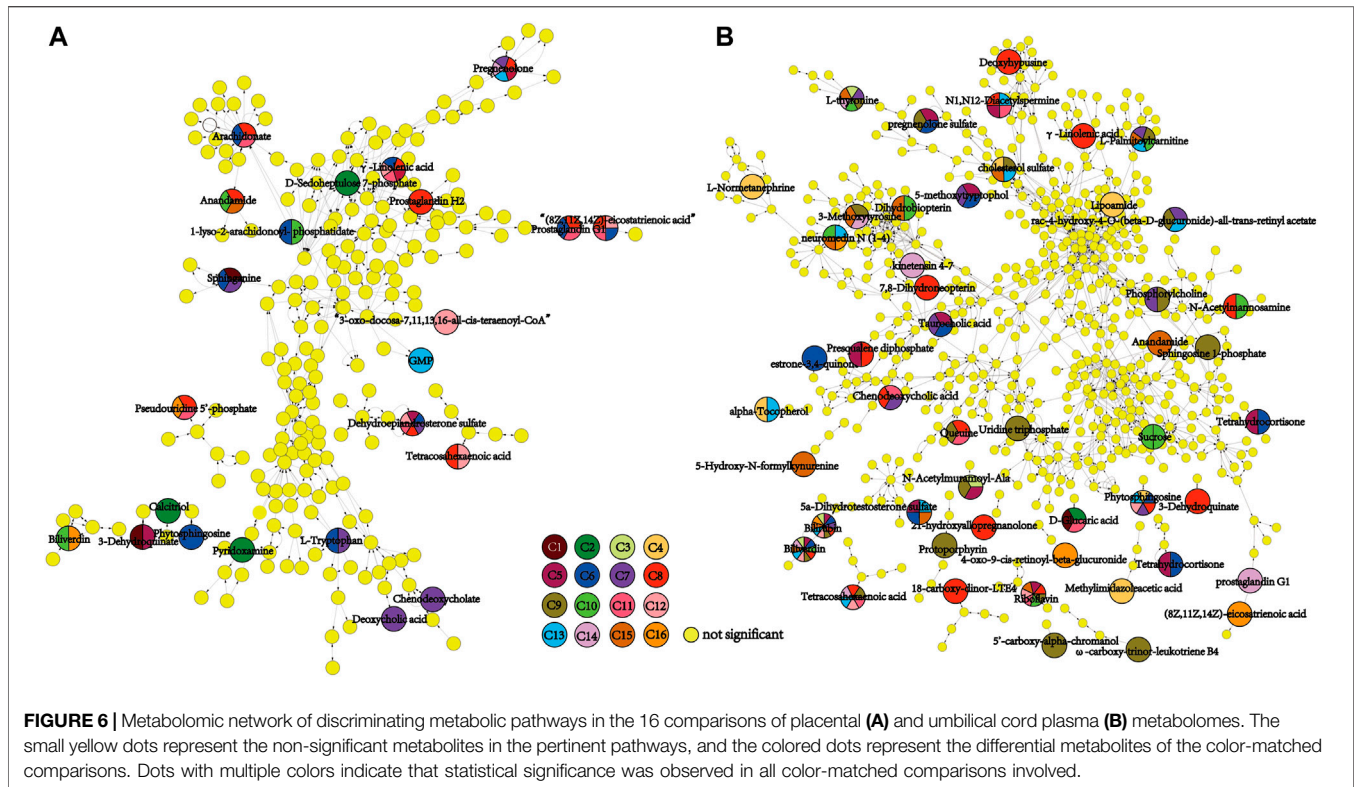 A
Pregnenolone
Arachidonate
γ -Linolenic acid
D-Sedoheptulose 7-phosphate
Anandamide
Prostaglandin H2
1-lyso-2-arachidonoyl-phosphatidate
"(8Z,11Z,14Z)-eicosatrienoic acid"
Prostaglandin G1
Sphinganine
"3-oxo-docosa-7,11,13,16-all-cis-teraenoyl-CoA"
GMP
Pseudouridine 5'-phosphate
Dehydroepiandrosterone sulfate
Tetracosahexaenoic acid
Calcitriol
Biliverdin
3-Dehydroquinate
Phytosphingosine
L-Tryptophan
Pyridoxamine
Chenodeoxycholate
Deoxycholic acid
C1 C2 C3 C4
C5 C6 C7 C8
C9 C10 C11 C12
C13 C14 C15 C16 not significant
B
Deoxyhypusine
L-thyronine
N1,N12-Diacetylspermine
pregnenolone sulfate
γ -Linolenic acid
L-Palmitoylcarnitine
cholesterol sulfate
L-Normetanephrine
5-methoxytryptophol
Lipoamide
Dihydrobiopterin
3-Methoxytyrosine
rac-4-hydroxy-4-O-(beta-D-glucuronide)-all-trans-retinyl acetate
neuromedin N (1-4)
kinetensin 4-7
7,8-Dihydroneopterin
Phosphorylcholine
N-Acetylmannosamine
Taurocholic acid
Anandamide
Presqualene diphosphate
Sphingosine 1-phosphate
estrone-3,4-quinone
Chenodeoxycholic acid
alpha-Tocopherol
Queuine
Uridine triphosphate
Sucrose
Tetrahydrocortisone
5-Hydroxy-N-formylkynurenine
N-Acetylmuramoyl-Ala
Phytosphingosine
5a-Dihydrotestosterone sulfate
3-Dehydroquinate
Bilirubin
21-hydroxyallopregnanolone
D-Glucaric acid
Biliverdin
Protoporphyrin
4-oxo-9-cis-retinoyl-beta-glucuronide
Tetrahydrocortisone
prostaglandin G1
Tetracosahexaenoic acid
18-carboxy-dinor-LTE4
Riboflavin
Methylimidazoleacetic acid
(8Z,11Z,14Z)-eicosatrienoic acid
5'-carboxy-alpha-chromanol
ω-carboxy-trinor-leukotriene B4
FIGURE 6 | Metabolomic network of discriminating metabolic pathways in the 16 comparisons of placental (A) and umbilical cord plasma (B) metabolomes. The
small yellow dots represent the non-significant metabolites in the pertinent pathways, and the colored dots represent the differential metabolites of the color-matched
comparisons. Dots with multiple colors indicate that statistical significance was observed in all color-matched comparisons involved.